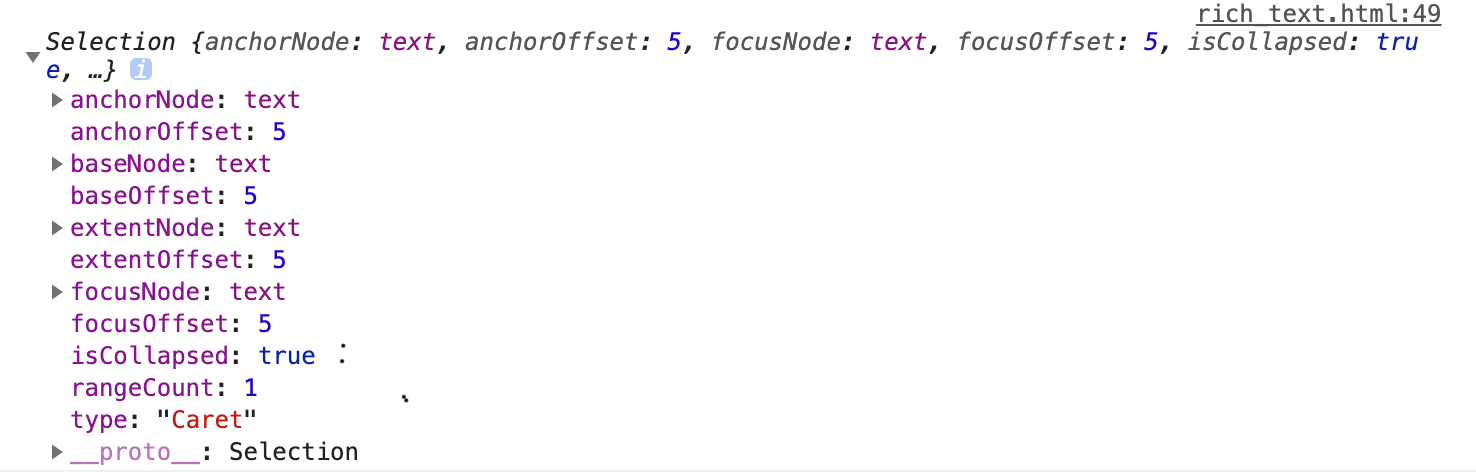 rich_text.html:49
Selection {anchorNode: text, anchorOffset: 5, focusNode: text, focusOffset: 5, isCollapsed: tru
e, …} i
anchorNode: text
anchorOffset: 5
baseNode: text
baseOffset: 5
extentNode: text
extentOffset: 5
focusNode: text
focusOffset: 5
isCollapsed: true
rangeCount: 1
type: "Caret"
__proto__: Selection